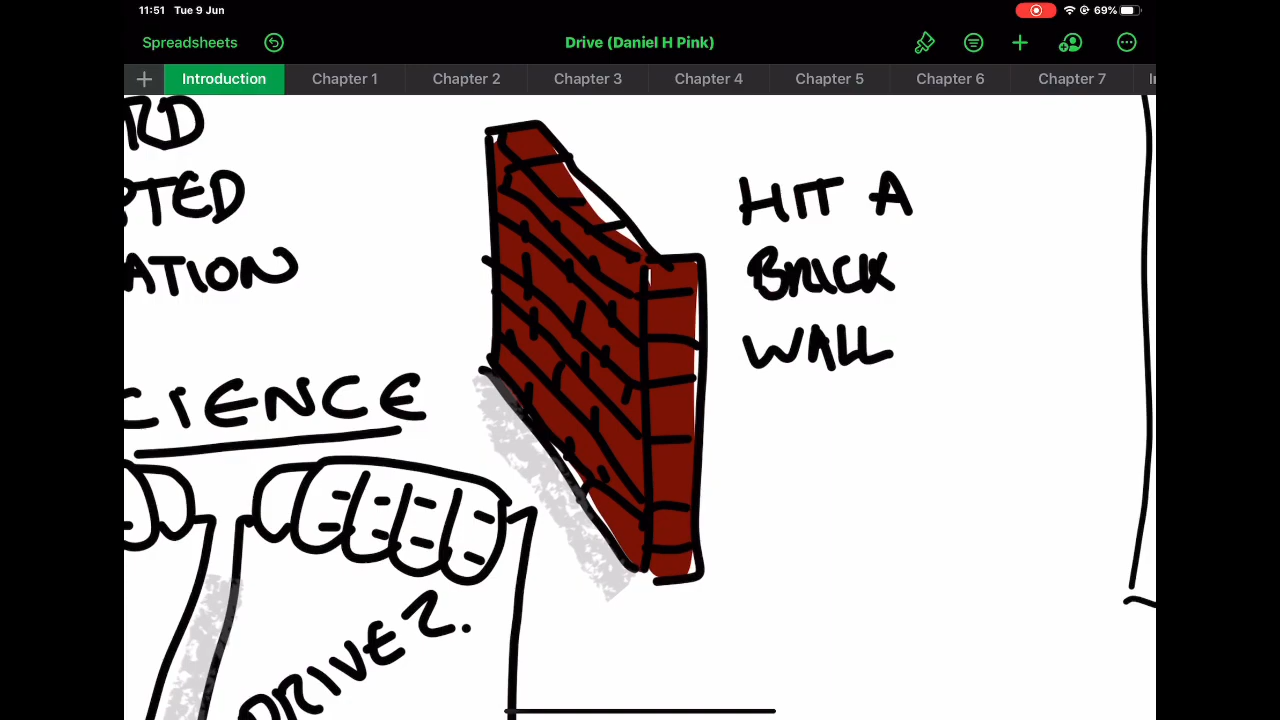 11:51 Tue 9 Jun 69%
Spreadsheets Drive (Daniel H Pink)
Introduction Chapter 1 Chapter 2 Chapter 3 Chapter 4 Chapter 5 Chapter 6 Chapter 7
RD
PTED
ATION
HIT A
BRICK
WALL
CIENCE
DRIVE 2.